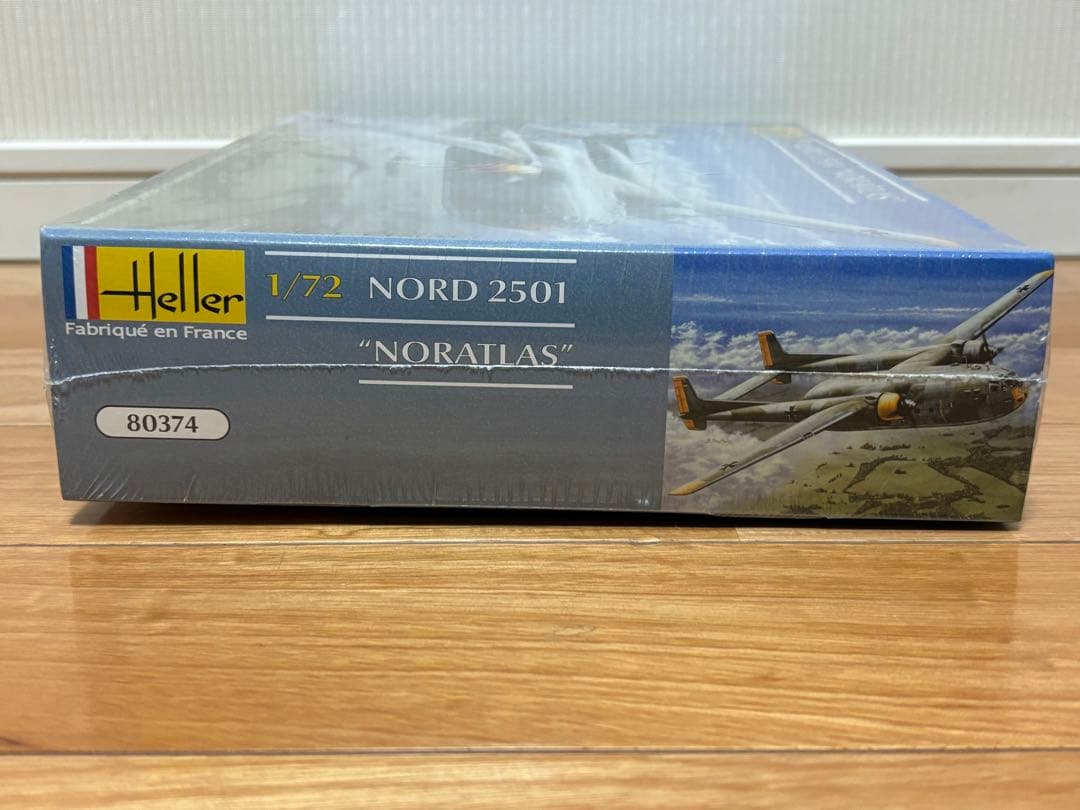 Heller
Fabriqué en France
1/72 NORD 2501
“NORATLAS”
80374